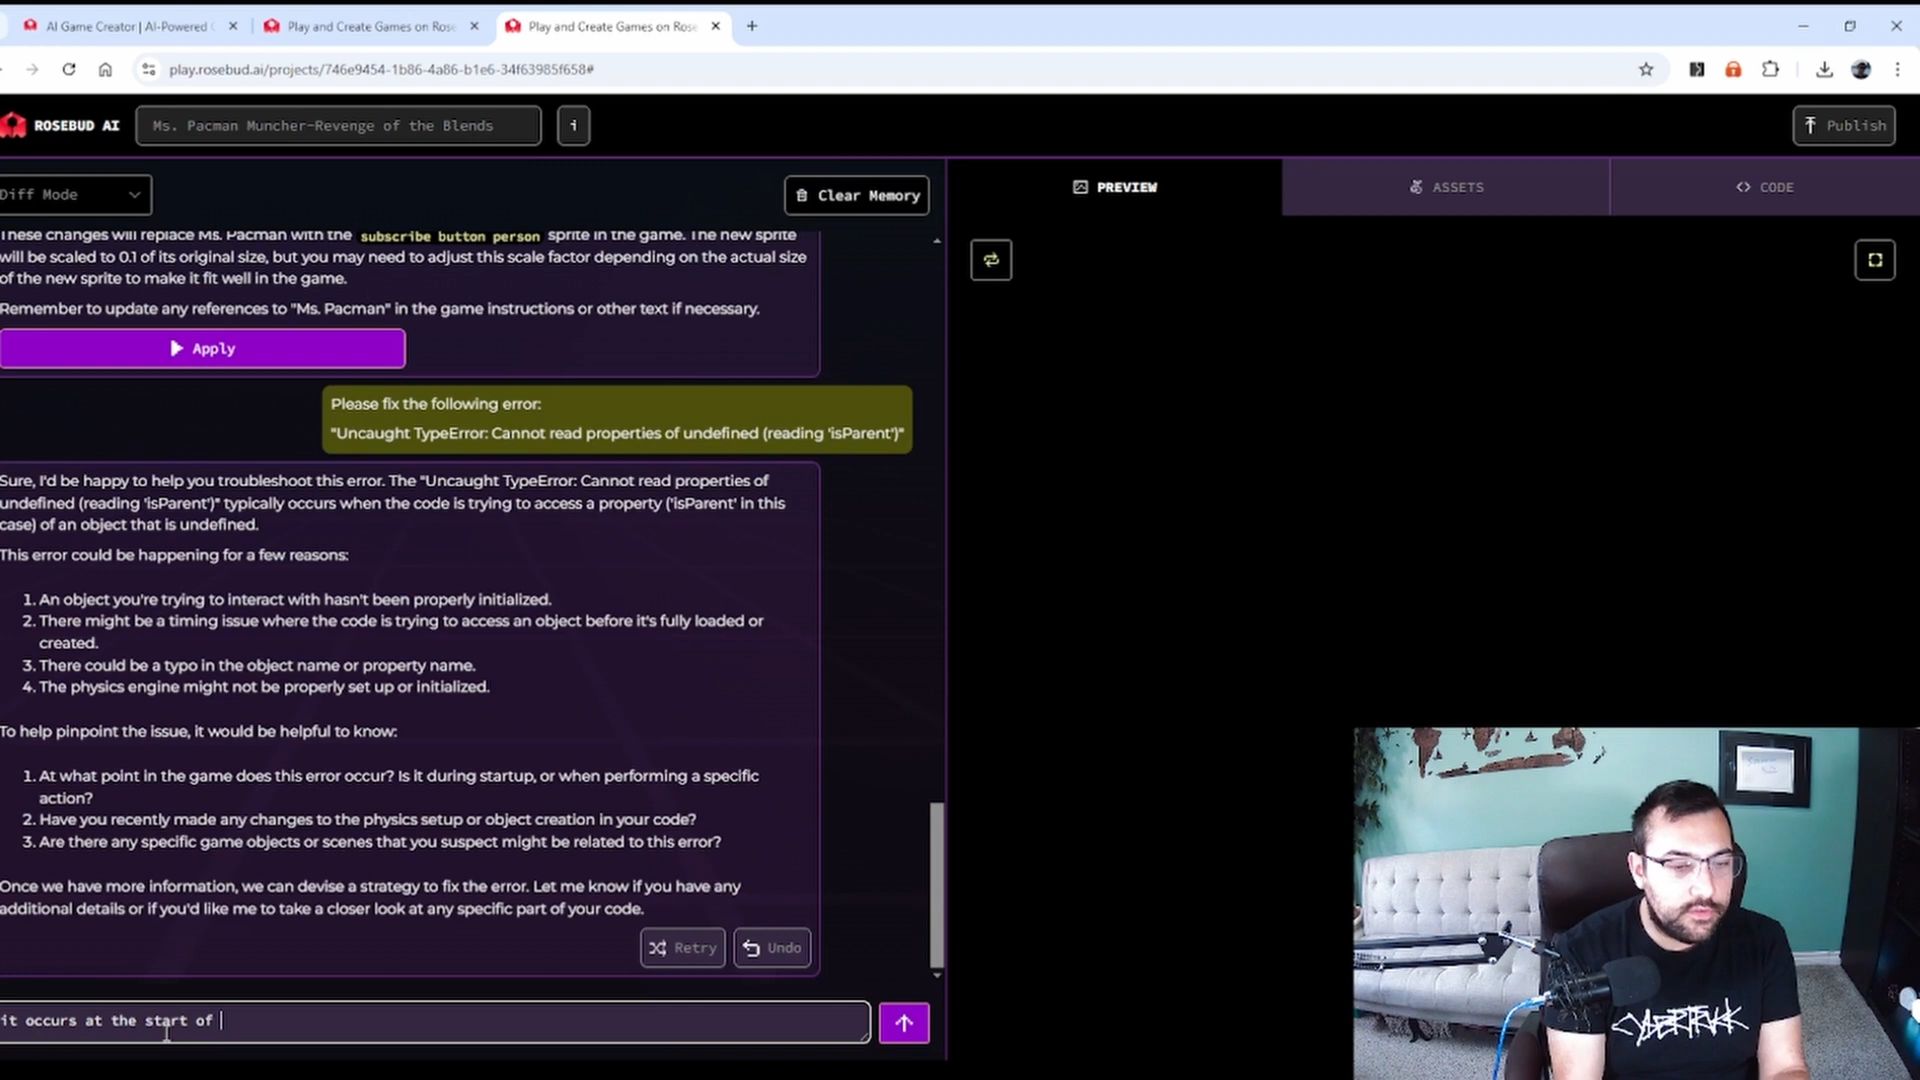 AI Game Creator | AI-Powered
Play and Create Games on Rose
Play and Create Games on Rose
play.rosebud.ai/projects/746e9454-1b86-4a86-b1e6-34f63985f658#
ROSEBUD AI
Ms. Pacman Muncher-Revenge of the Blends
i
Publish
Diff Mode
Clear Memory
PREVIEW
ASSETS
<> CODE
These changes will replace Ms. Pacman with the subscribe button person sprite in the game. The new sprite
will be scaled to 0.1 of its original size, but you may need to adjust this scale factor depending on the actual size
of the new sprite to make it fit well in the game.
Remember to update any references to "Ms. Pacman" in the game instructions or other text if necessary.
Apply
Please fix the following error:
"Uncaught TypeError: Cannot read properties of undefined (reading 'isParent')"
Sure, I'd be happy to help you troubleshoot this error. The "Uncaught TypeError: Cannot read properties of
undefined (reading 'isParent')" typically occurs when the code is trying to access a property ('isParent' in this
case) of an object that is undefined.
This error could be happening for a few reasons:
1. An object you're trying to interact with hasn't been properly initialized.
2. There might be a timing issue where the code is trying to access an object before it's fully loaded or
created.
3. There could be a typo in the object name or property name.
4. The physics engine might not be properly set up or initialized.
To help pinpoint the issue, it would be helpful to know:
1. At what point in the game does this error occur? Is it during startup, or when performing a specific
action?
2. Have you recently made any changes to the physics setup or object creation in your code?
3. Are there any specific game objects or scenes that you suspect might be related to this error?
Once we have more information, we can devise a strategy to fix the error. Let me know if you have any
additional details or if you'd like me to take a closer look at any specific part of your code.
Retry
Undo
it occurs at the start of
CYBERTRUCK